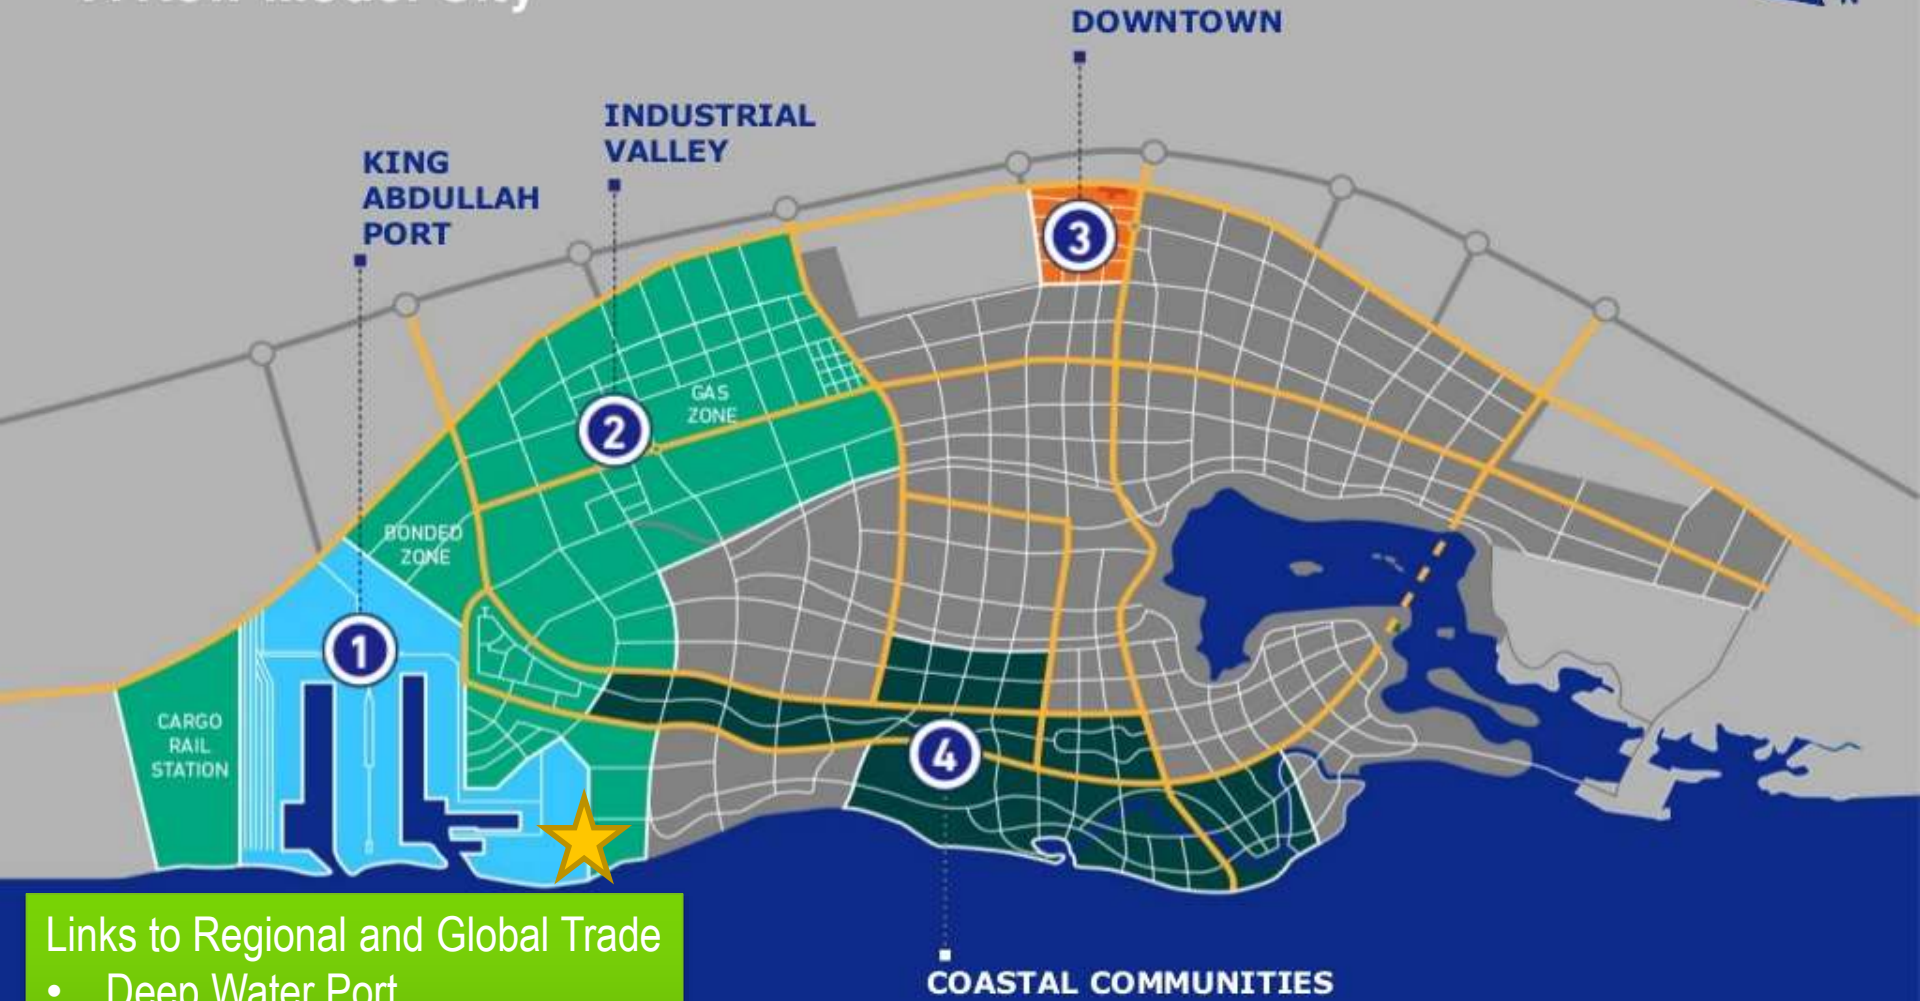 DOWNTOWN
INDUSTRIAL
VALLEY
KING
ABDULLAH
PORT
3
2
GAS
ZONE
BONDED
ZONE
1
CARGO
RAIL
STATION
4
Links to Regional and Global Trade
• Deep Water Port
COASTAL COMMUNITIES